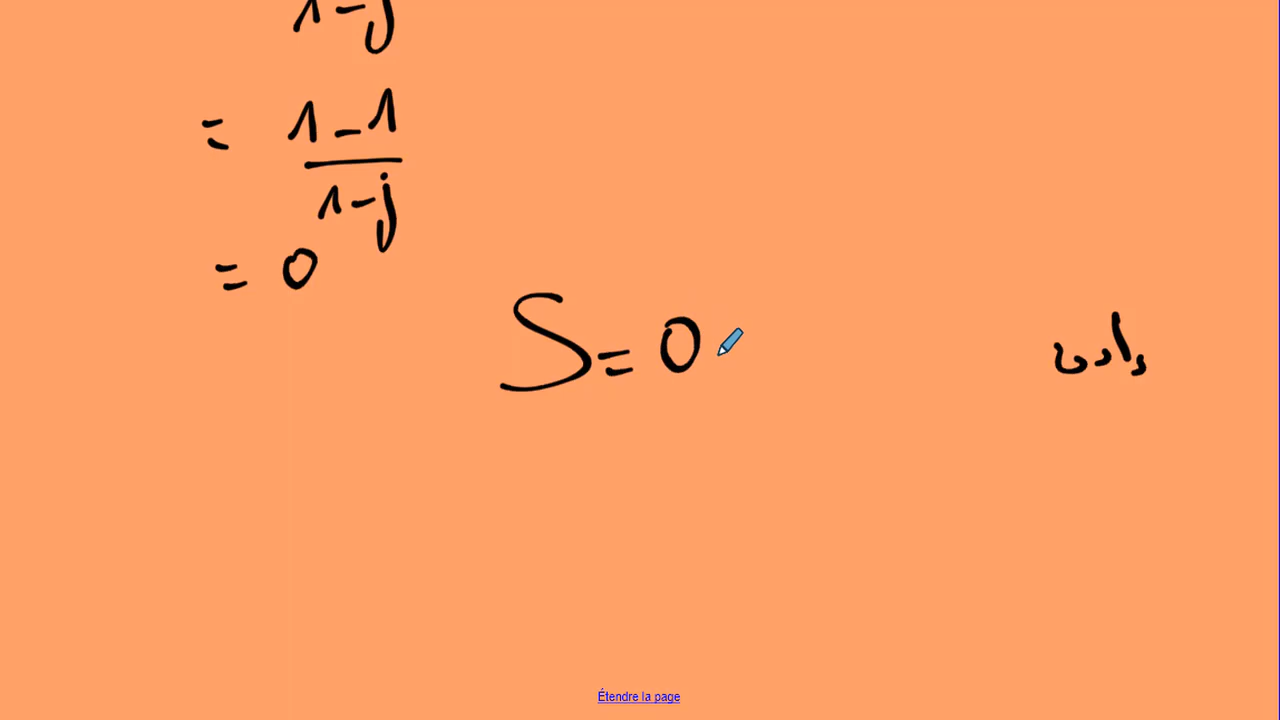 1-j
= 1-1
1-j
= 0
S = 0
Étendre la page